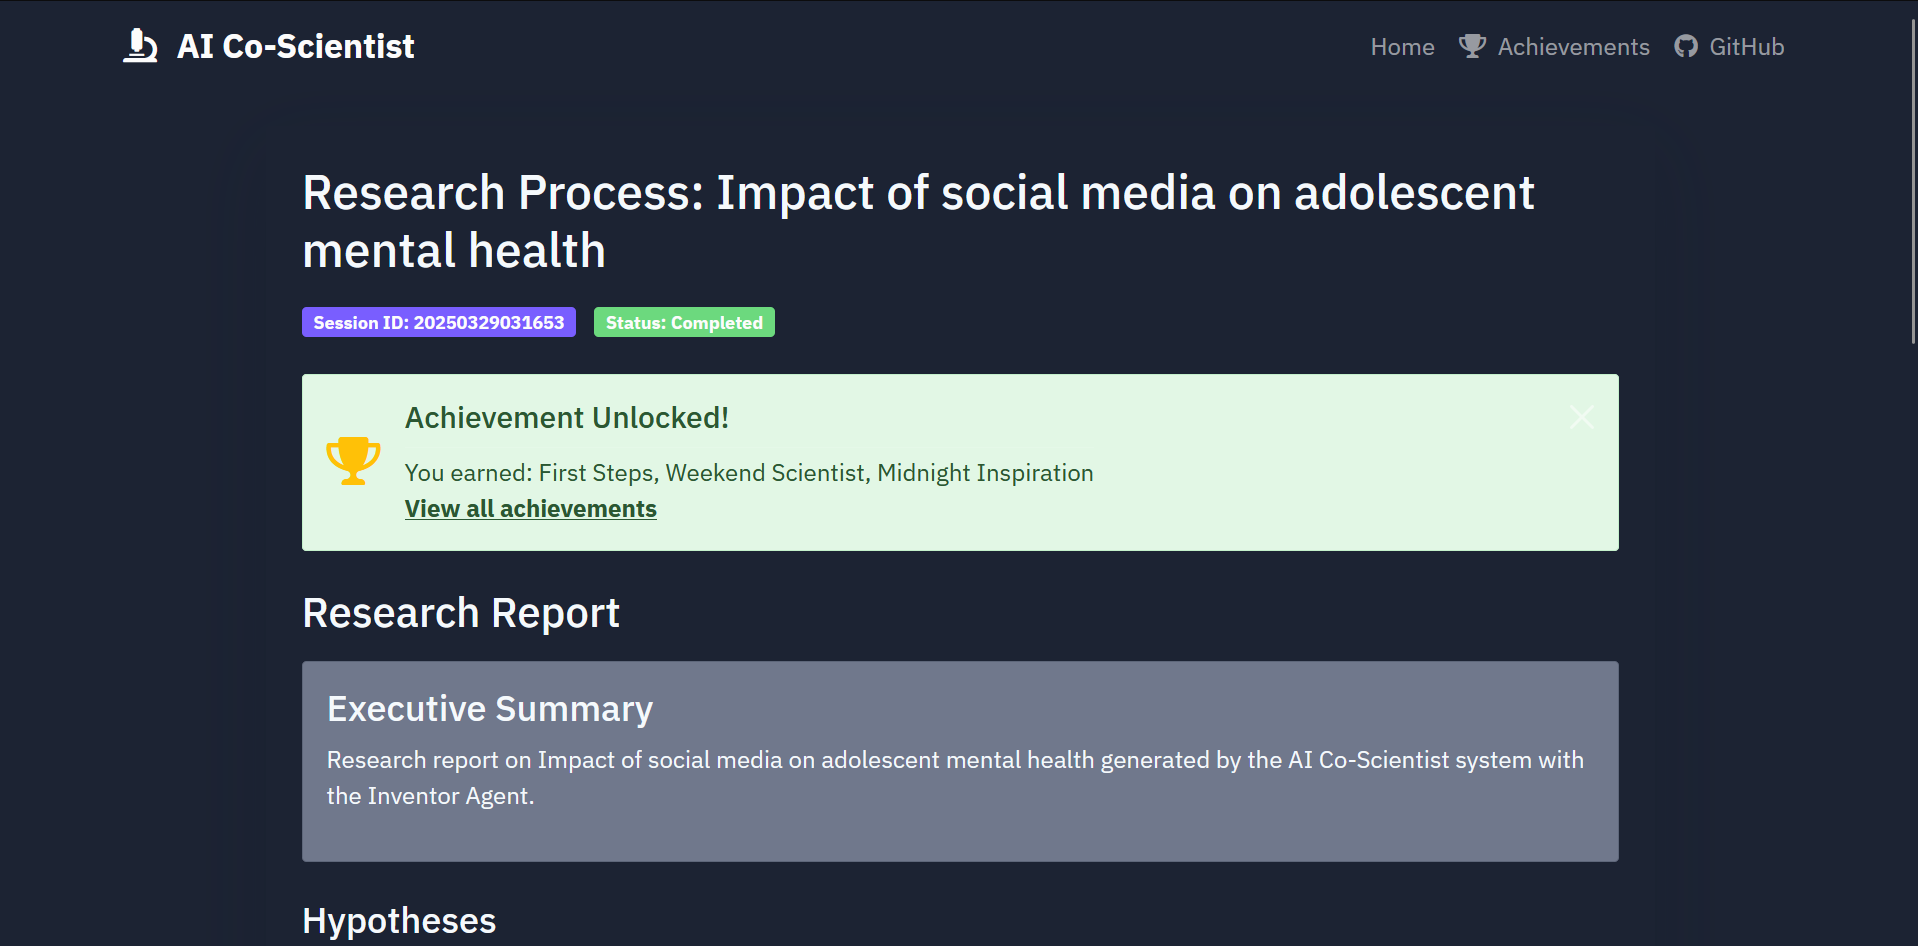 AI Co-Scientist
Home
Achievements
GitHub
Research Process: Impact of social media on adolescent
mental health
Session ID: 20250329031653
Status: Completed
Achievement Unlocked!
You earned: First Steps, Weekend Scientist, Midnight Inspiration
View all achievements
Research Report
Executive Summary
Research report on Impact of social media on adolescent mental health generated by the AI Co-Scientist system with
the Inventor Agent.
Hypotheses